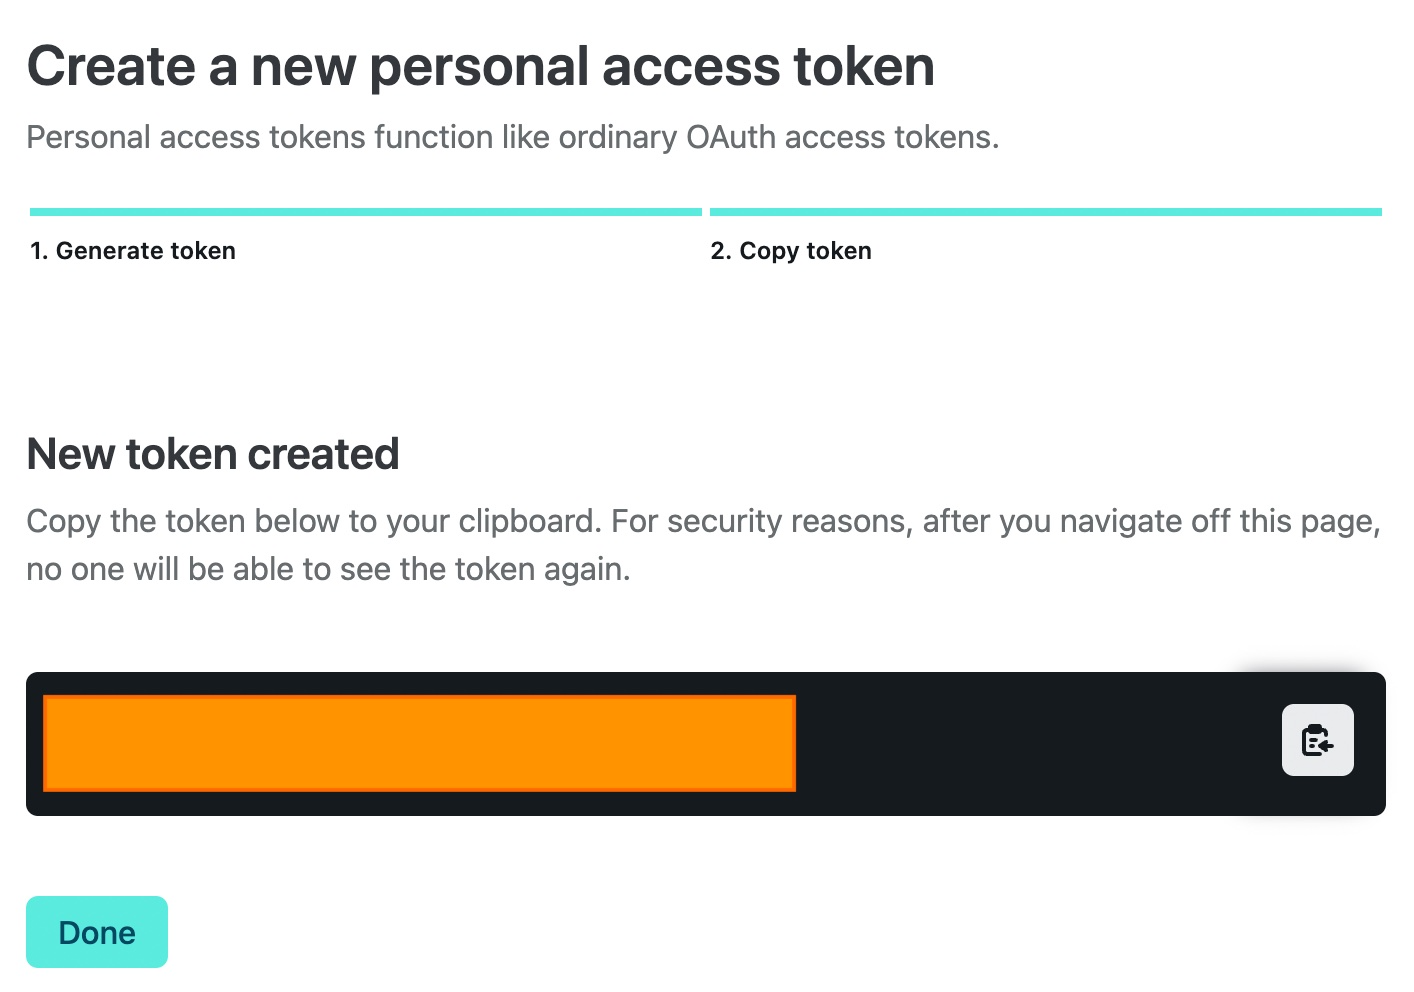 Create a new personal access token
Personal access tokens function like ordinary OAuth access tokens.
1. Generate token
2. Copy token
New token created
Copy the token below to your clipboard. For security reasons, after you navigate off this page,
no one will be able to see the token again.
Done